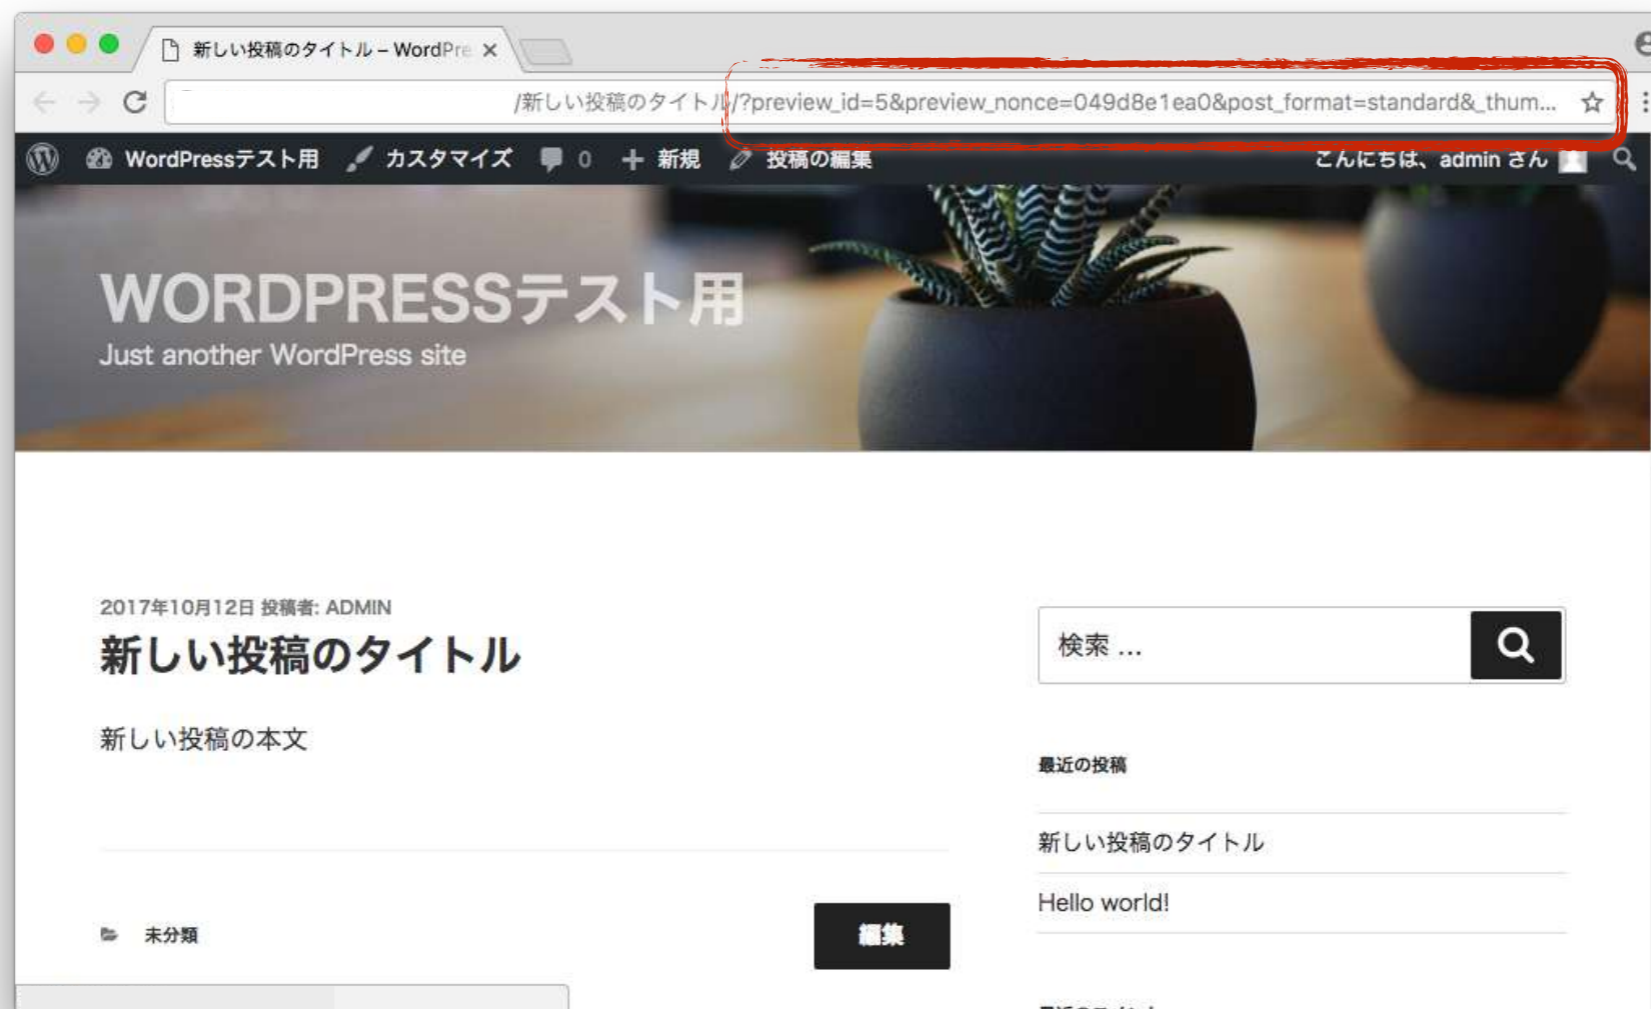 新しい投稿のタイトル – WordPre
/新しい投稿のタイトル/?preview_id=5&preview_nonce=049d8e1ea0&post_format=standard&_thum...
WordPressテスト用 カスタマイズ 0 新規 投稿の編集 こんにちは、admin さん
WORDPRESSテスト用
Just another WordPress site
2017年10月12日 投稿者: ADMIN
新しい投稿のタイトル
検索 ...
新しい投稿の本文
最近の投稿
新しい投稿のタイトル
Hello world!
未分類
編集